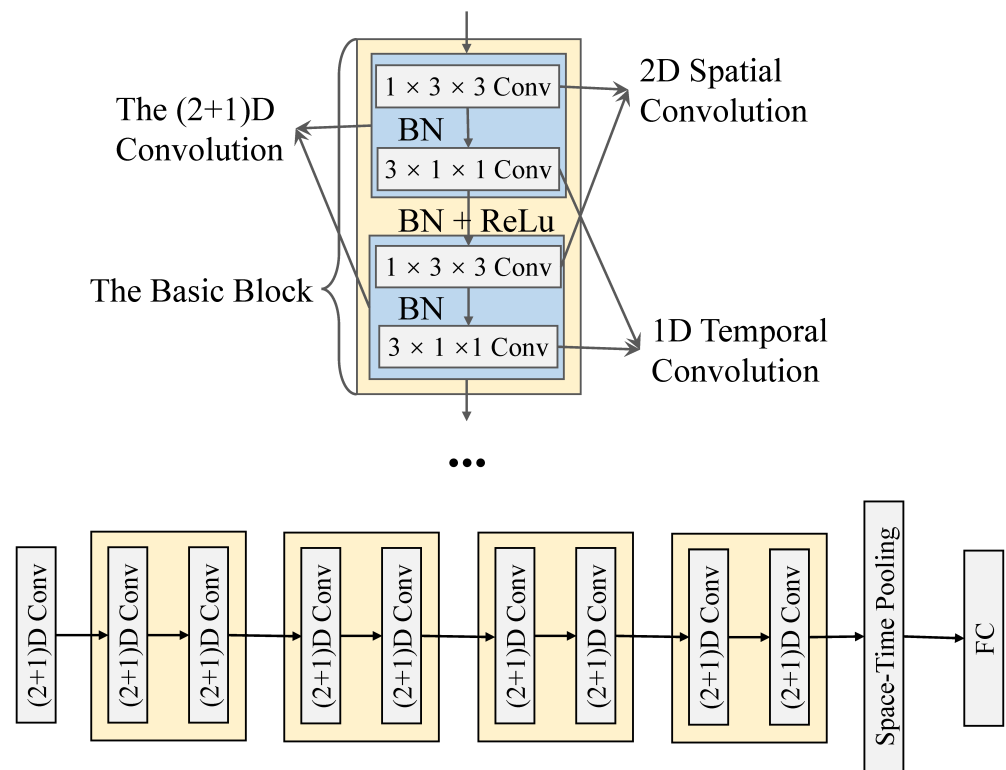 1 × 3 × 3 Conv
2D Spatial
Convolution
The (2+1)D
Convolution
BN
3 × 1 × 1 Conv
BN + ReLu
1 × 3 × 3 Conv
The Basic Block
BN
3 × 1 ×1 Conv
1D Temporal
Convolution
...
(2+1)D Conv
(2+1)D Conv
(2+1)D Conv
(2+1)D Conv
(2+1)D Conv
(2+1)D Conv
(2+1)D Conv
(2+1)D Conv
(2+1)D Conv
Space-Time Pooling
FC